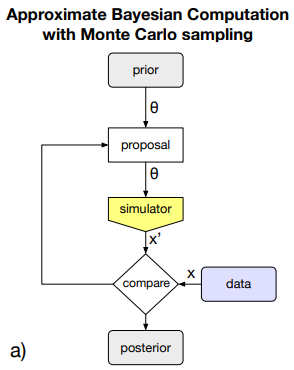 Approximate Bayesian Computation
with Monte Carlo sampling
prior
θ
proposal
θ
simulator
x'
compare
x
data
posterior
a)